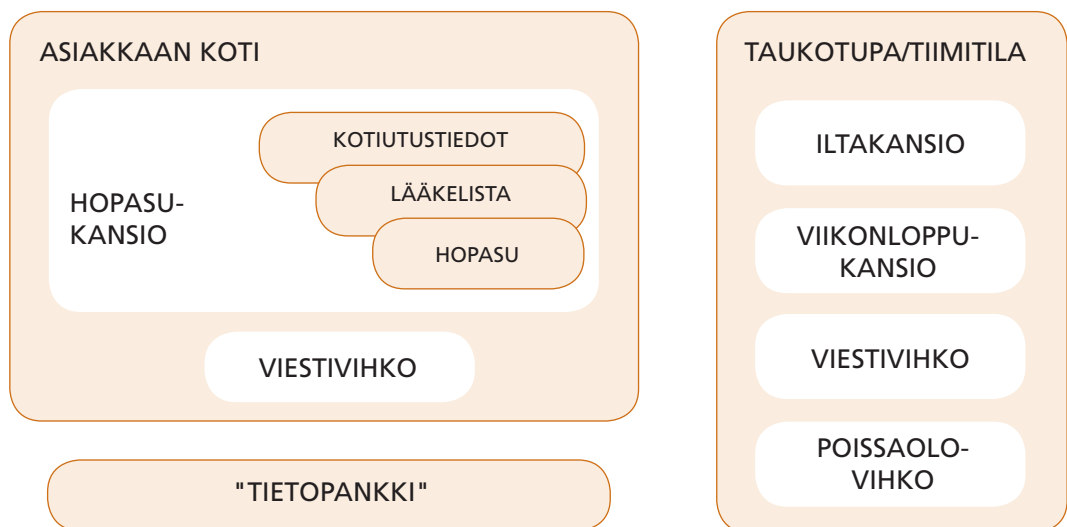 ASIAKKAAN KOTI
KOTIUTUSTIEDOT
LÄÄKELISTA
HOPASU
HOPASU-
KANSIO
VIESTIVIHKO
"TIETOPANKKI"
TAUKOTUPA/TIIMITILA
ILTAKANSIO
VIIKONLOPPU-
KANSIO
VIESTIVIHKO
POISSAOLO-
VIHKO